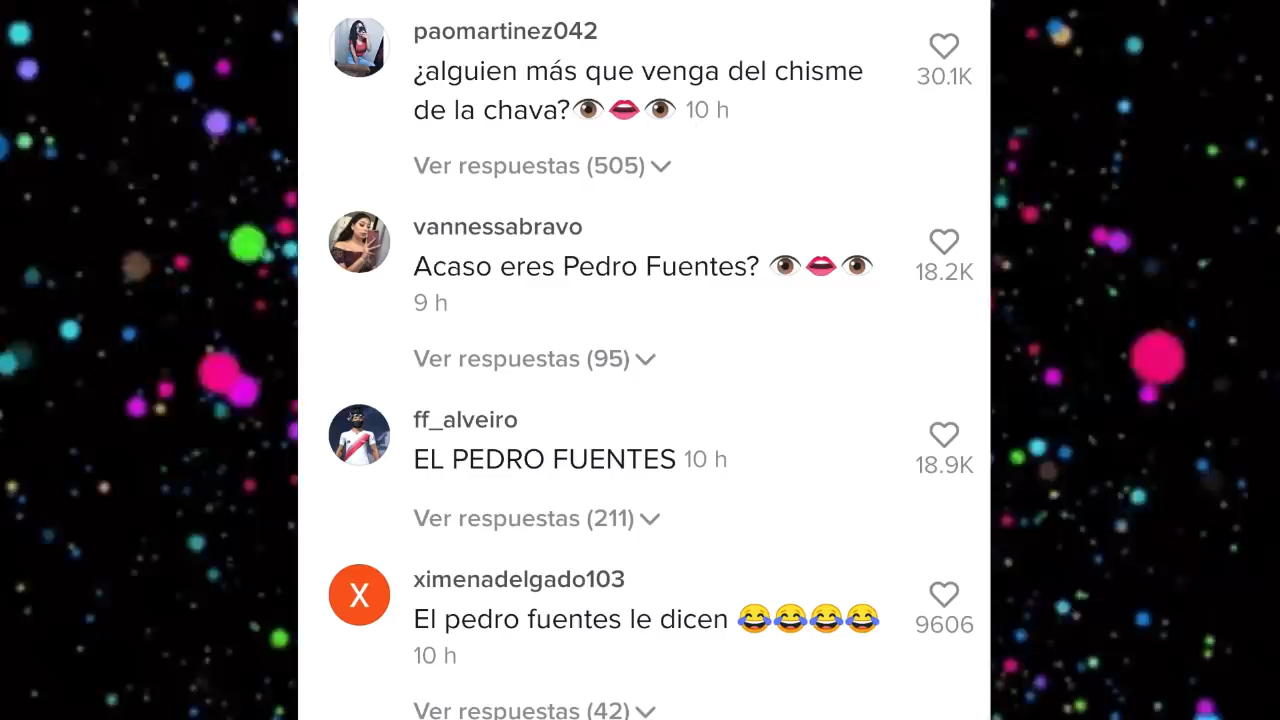 paomartinez042
¿alguien más que venga del chisme
de la chava?👁️👄👁️ 10 h
30.1K
Ver respuestas (505)
vannessabravo
Acaso eres Pedro Fuentes? 👁️👄👁️
9 h
18.2K
Ver respuestas (95)
ff_alveiro
EL PEDRO FUENTES 10 h
18.9K
Ver respuestas (211)
X
ximenadelgado103
El pedro fuentes le dicen 😂😂😂😂
10 h
9606
Ver respuestas (42)